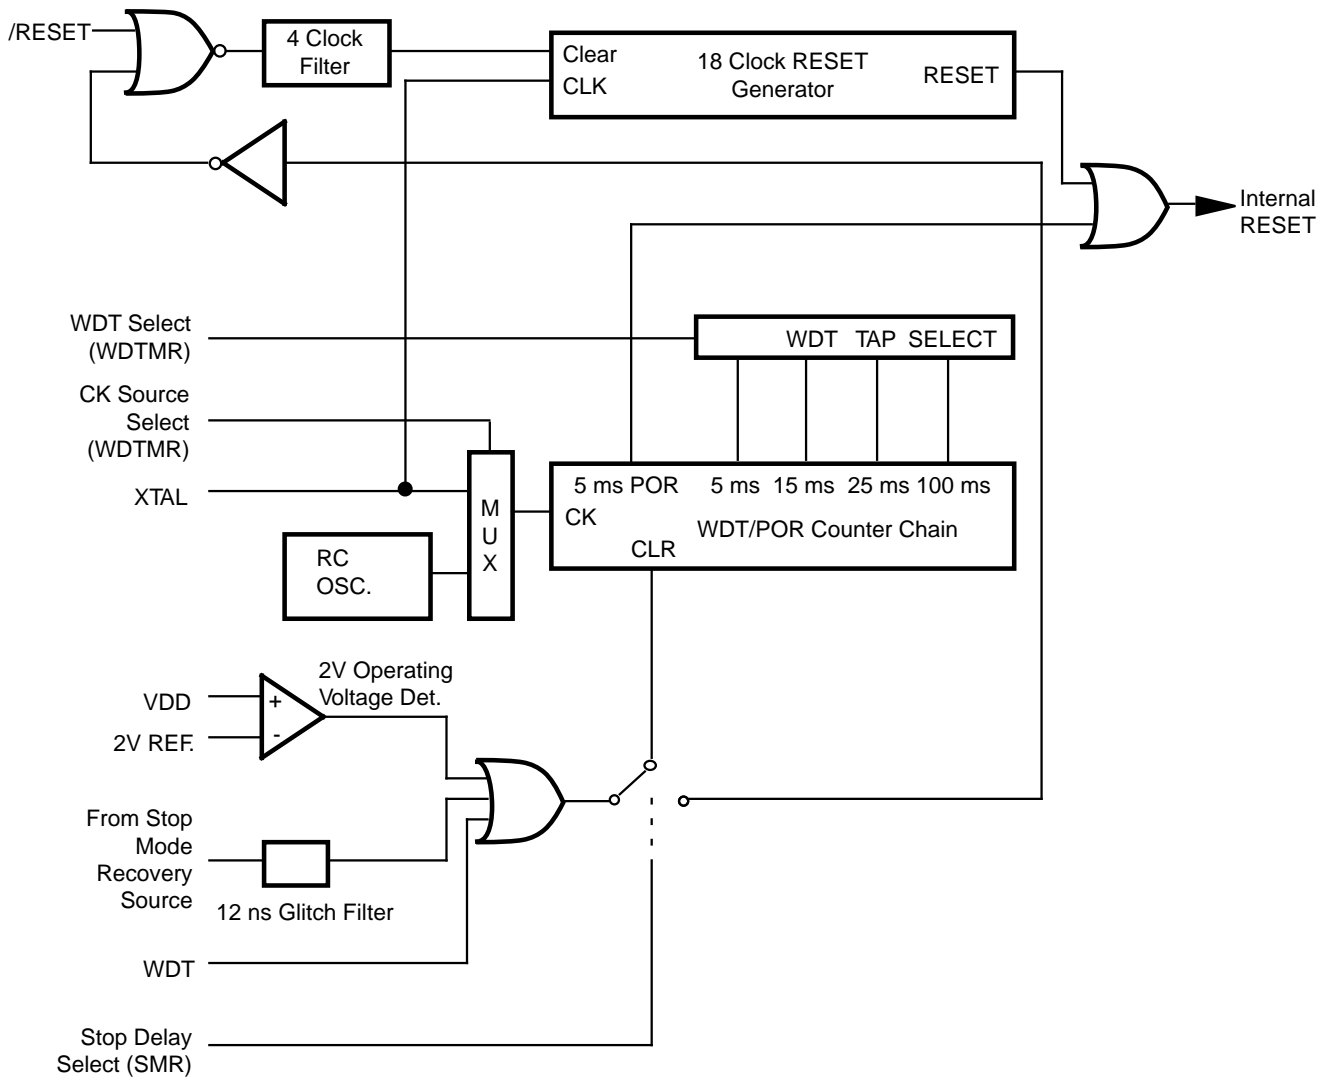 /RESET
4 Clock
Filter
Clear
CLK
18 Clock RESET
Generator
RESET
Internal
RESET
WDT Select
(WDTMR)
WDT TAP SELECT
CK Source
Select
(WDTMR)
XTAL
RC
OSC.
M
U
X
5 ms POR 5 ms 15 ms 25 ms 100 ms
CK
WDT/POR Counter Chain
CLR
2V Operating
Voltage Det.
VDD
+
2V REF.
-
From Stop
Mode
Recovery
Source
12 ns Glitch Filter
WDT
Stop Delay
Select (SMR)